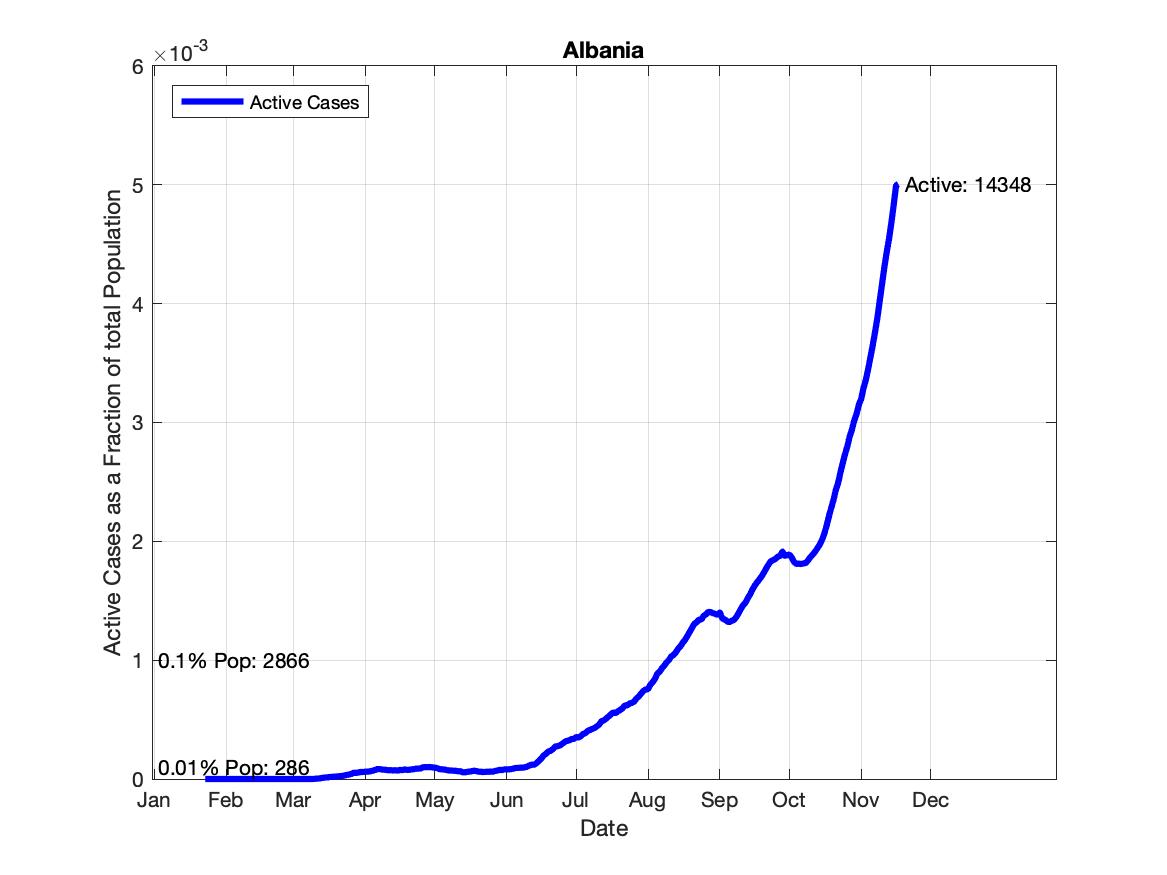 Albania
×10-3
Active Cases
6
5
4
3
2
1
0
Active Cases as a Fraction of total Population
Active: 14348
0.1% Pop: 2866
0.01% Pop: 286
Jan Feb Mar Apr May Jun Jul Aug Sep Oct Nov Dec
Date